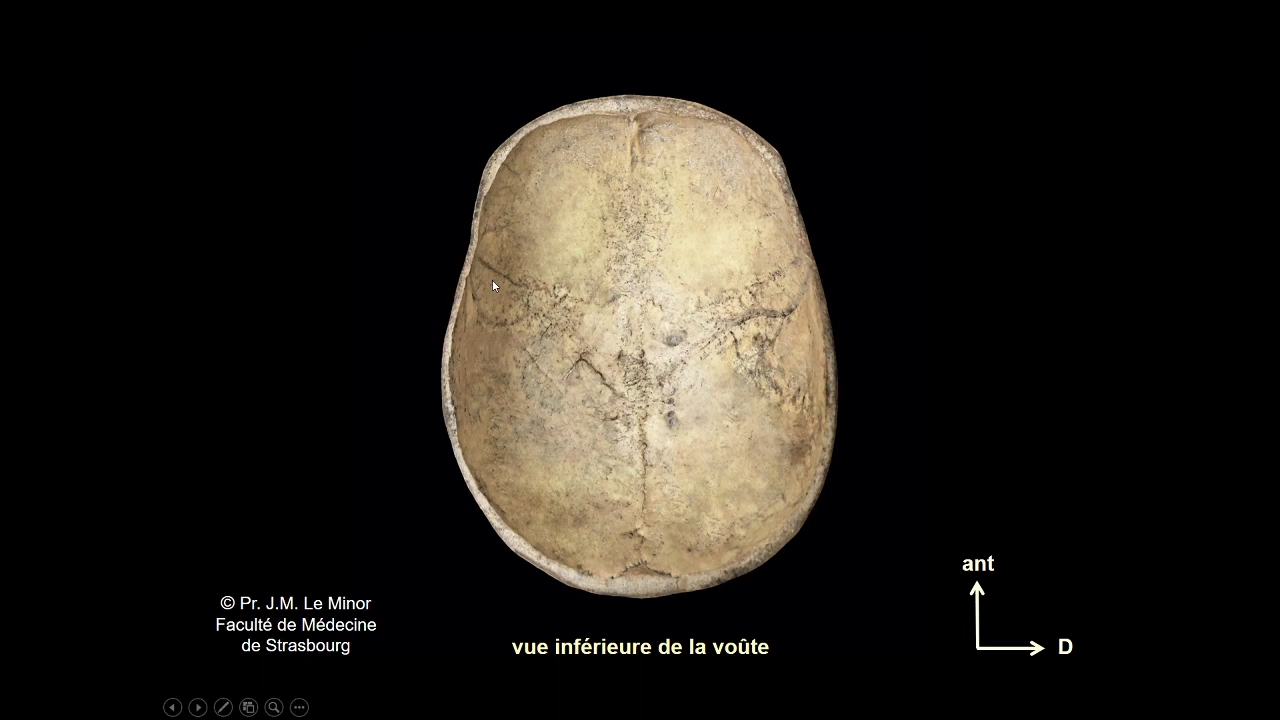 ant
D
© Pr. J.M. Le Minor
Faculté de Médecine
de Strasbourg
vue inférieure de la voûte